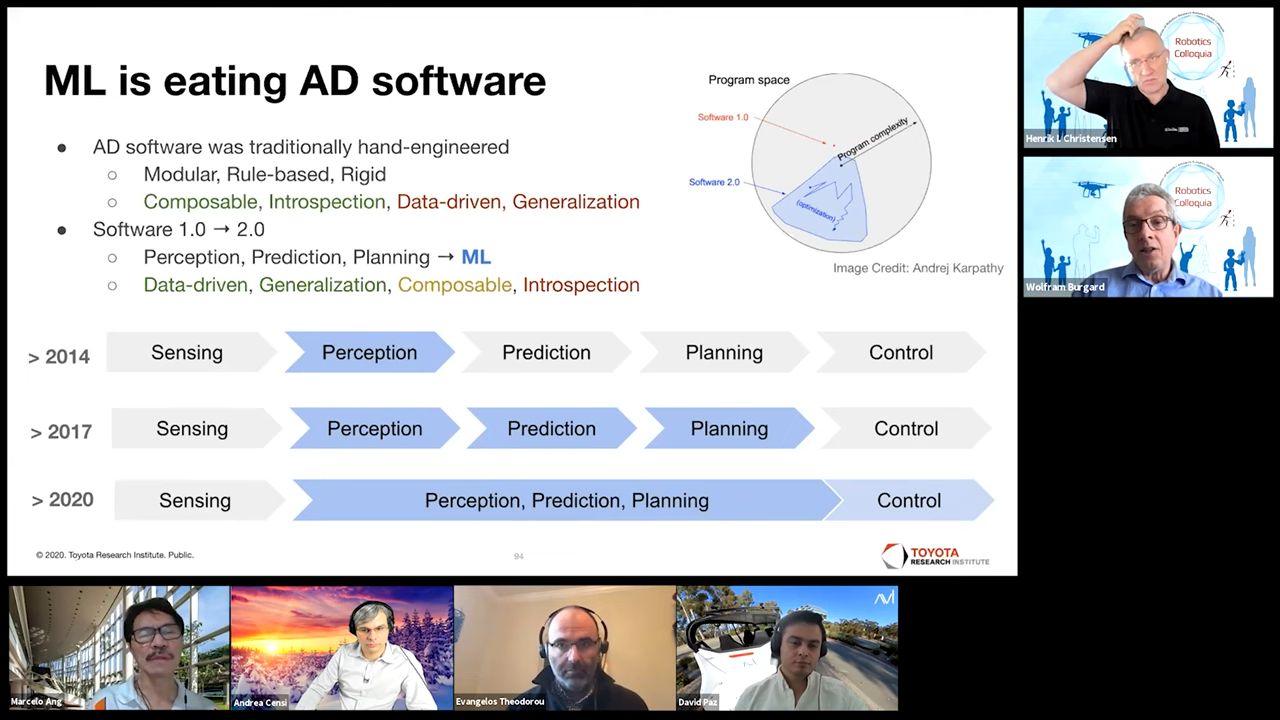 ML is eating AD software
● AD software was traditionally hand-engineered
○ Modular, Rule-based, Rigid
○ Composable, Introspection, Data-driven, Generalization
● Software 1.0 → 2.0
○ Perception, Prediction, Planning → ML
○ Data-driven, Generalization, Composable, Introspection
Program space
Software 1.0
Program complexity
Software 2.0
(optimization)
Image Credit: Andrej Karpathy
> 2014 Sensing Perception Prediction Planning Control
> 2017 Sensing Perception Prediction Planning Control
> 2020 Sensing Perception, Prediction, Planning Control
© 2020. Toyota Research Institute. Public.
94
TOYOTA
RESEARCH INSTITUTE
Robotics
Colloquia
Henrik I. Christensen
Robotics
Colloquia
Wolfram Burgard
Marcelo Ang
Andrea Censi
Evangelos Theodorou
David Paz